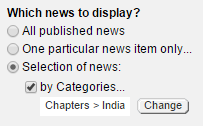 Which news to display?
All published news
One particular news item only...
Selection of news:
by Categories...
Chapters > India Change